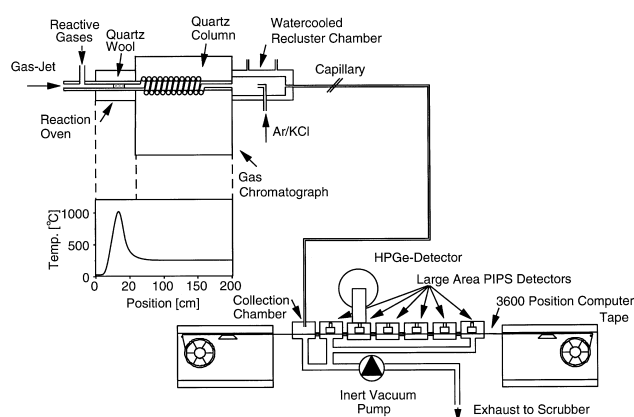 Reactive
Gases
Quartz
Wool
Quartz
Column
Watercooled
Recluster Chamber
Gas-Jet
Capillary
Reaction
Oven
Ar/KCl
Gas
Chromatograph
Temp. [°C]
1000
500
0
0 50 100 150 200
Position [cm]
HPGe-Detector
Large Area PIPS Detectors
Collection
Chamber
3600 Position Computer
Tape
Inert Vacuum
Pump
Exhaust to Scrubber